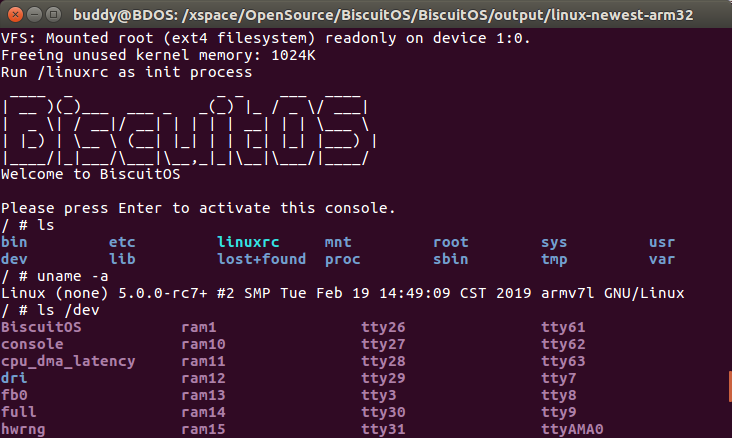 buddy@BDOS: /xspace/OpenSource/BiscuitOS/BiscuitOS/output/linux-newest-arm32
VFS: Mounted root (ext4 filesystem) readonly on device 1:0.
Freeing unused kernel memory: 1024K
Run /linuxrc as init process
BiscuitOS
Welcome to BiscuitOS
Please press Enter to activate this console.
/ # ls
bin etc linuxrc mnt root sys usr
dev lib lost+found proc sbin tmp var
/ # uname -a
Linux (none) 5.0.0-rc7+ #2 SMP Tue Feb 19 14:49:09 CST 2019 armv7l GNU/Linux
/ # ls /dev
BiscuitOS ram1 tty26 tty61
console ram10 tty27 tty62
cpu_dma_latency ram11 tty28 tty63
dri ram12 tty29 tty7
fb0 ram13 tty3 tty8
full ram14 tty30 tty9
hwrng ram15 tty31 ttyAMA0